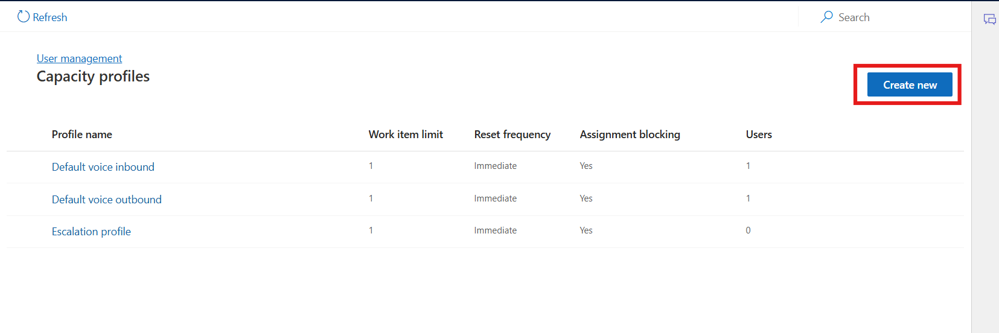 Refresh
Search
User management
Capacity profiles
Create new
Profile name Work item limit Reset frequency Assignment blocking Users
Default voice inbound 1 Immediate Yes 1
Default voice outbound 1 Immediate Yes 1
Escalation profile 1 Immediate Yes 0